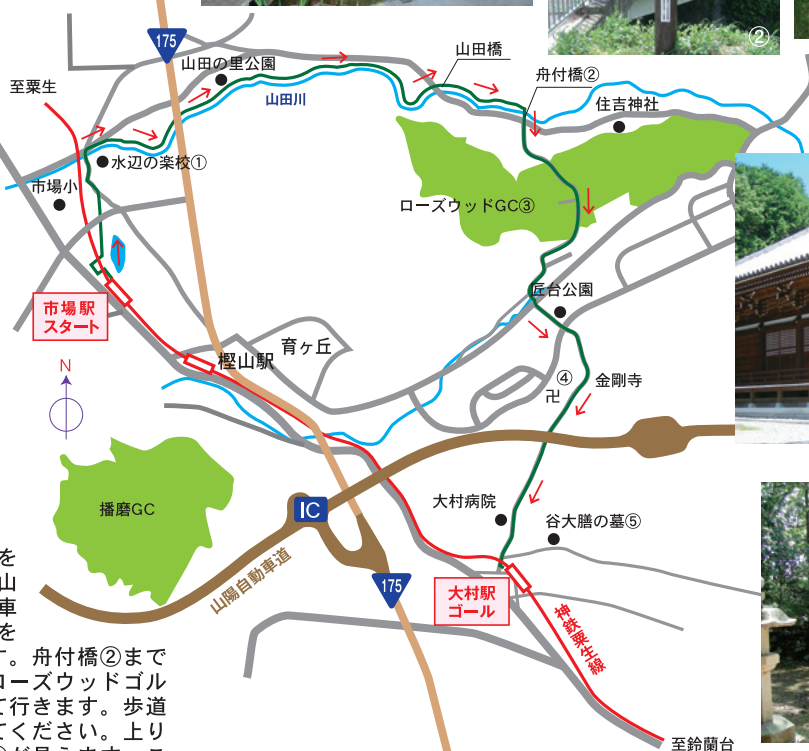 ②
175
山田の里公園
山田橋
舟付橋②
至粟生
山田川
住吉神社
水辺の楽校①
市場小
ローズウッドGC③
市場駅
スタート
匠台公園
育ヶ丘
樫山駅
N
④
卍
金剛寺
播磨GC
IC
大村病院
谷大膳の墓⑤
山陽自動車道
175
大村駅
ゴール
神鉄粟生線
至鈴蘭台
を
山
車
を
す。舟付橋②まで
ローズウッドゴル
て行きます。歩道
てください。上り